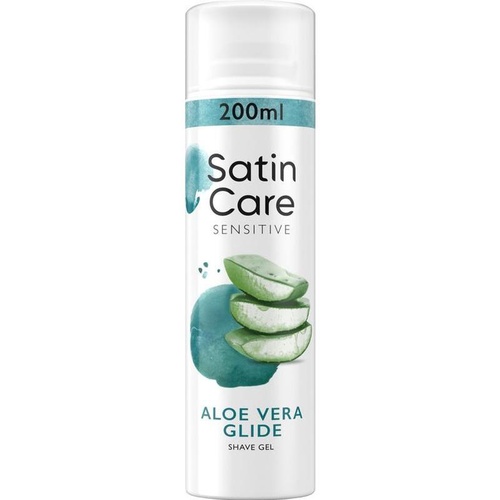 200ml
Satin
Care
SENSITIVE
ALOE VERA
GLIDE
SHAVE GEL